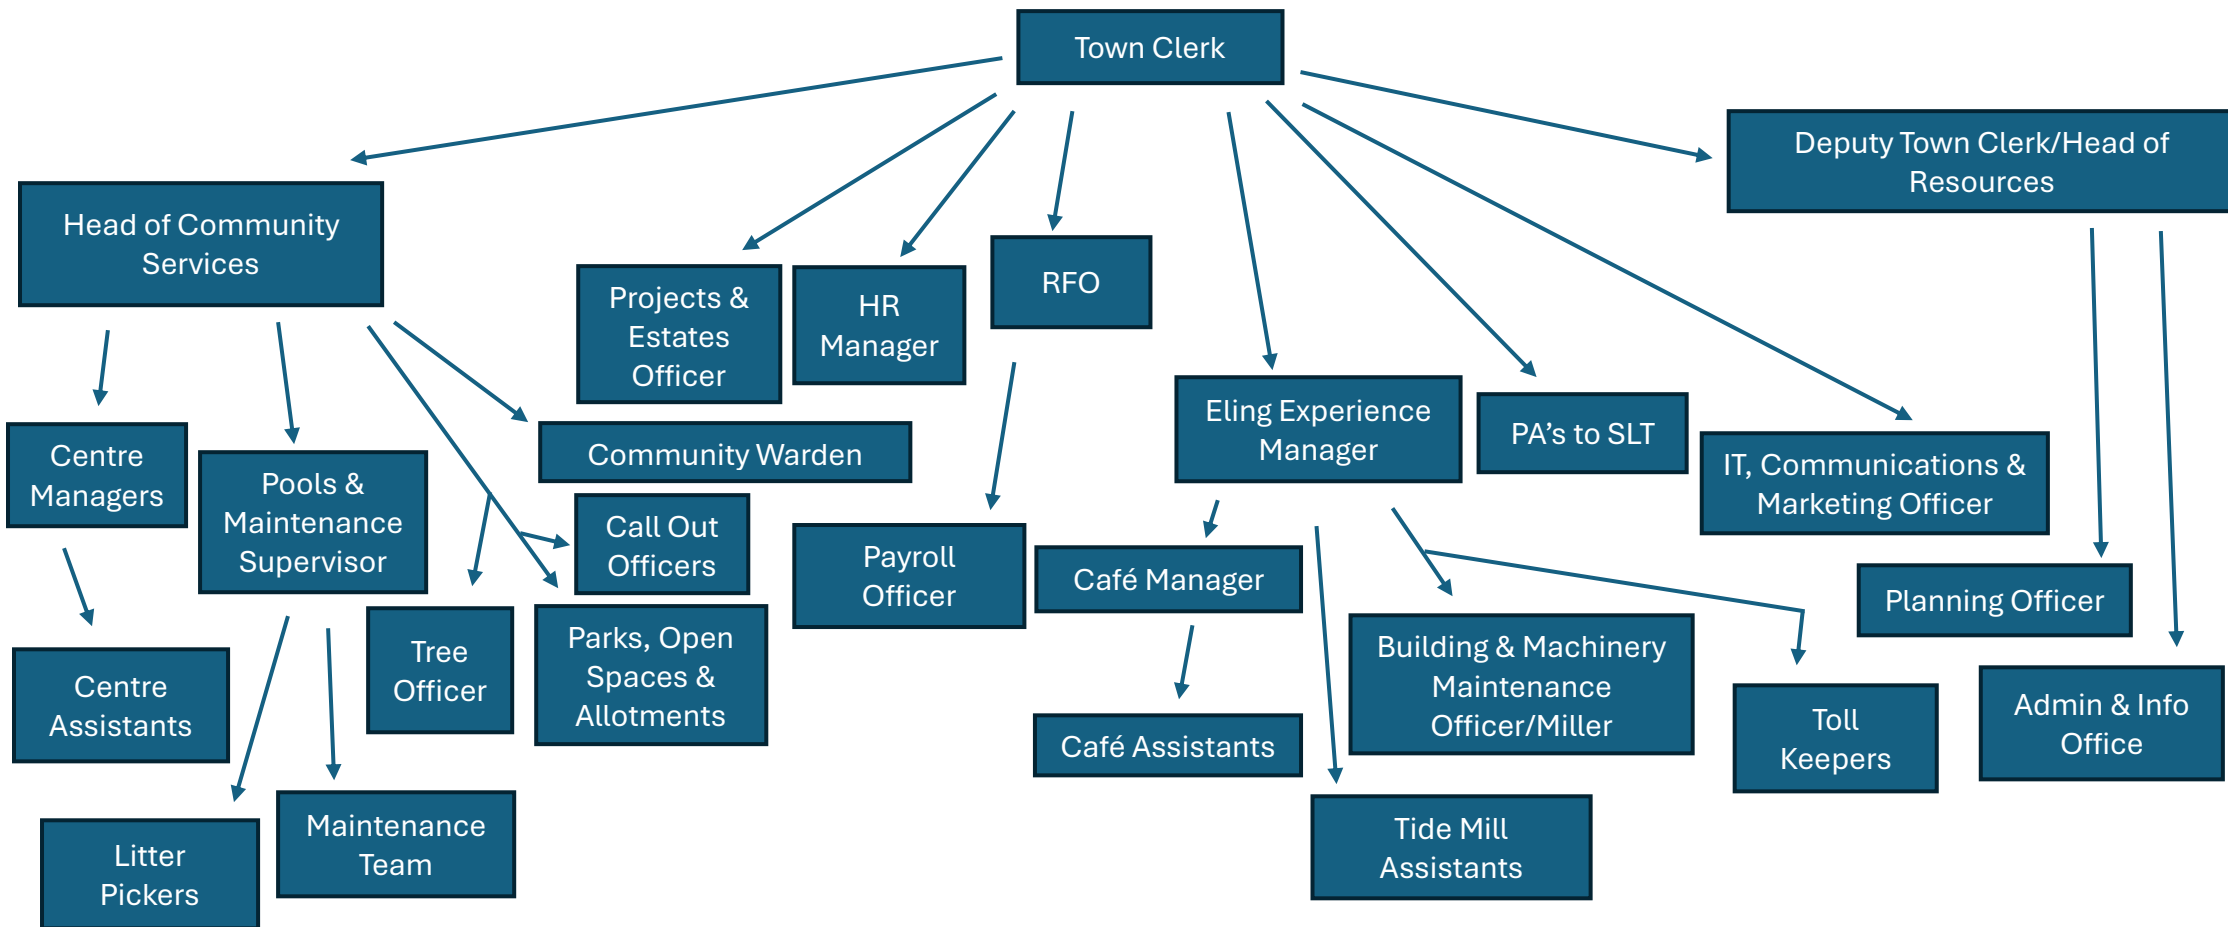 Town Clerk
Deputy Town Clerk/Head of
Resources
Head of Community
Services
Projects &
Estates
Officer
HR
Manager
RFO
Eling Experience
Manager
PA’s to SLT
IT, Communications &
Marketing Officer
Centre
Managers
Pools &
Maintenance
Supervisor
Community Warden
Call Out
Officers
Payroll
Officer
Café Manager
Planning Officer
Centre
Assistants
Tree
Officer
Parks, Open
Spaces &
Allotments
Café Assistants
Building & Machinery
Maintenance
Officer/Miller
Toll
Keepers
Admin & Info
Office
Litter
Pickers
Maintenance
Team
Tide Mill
Assistants